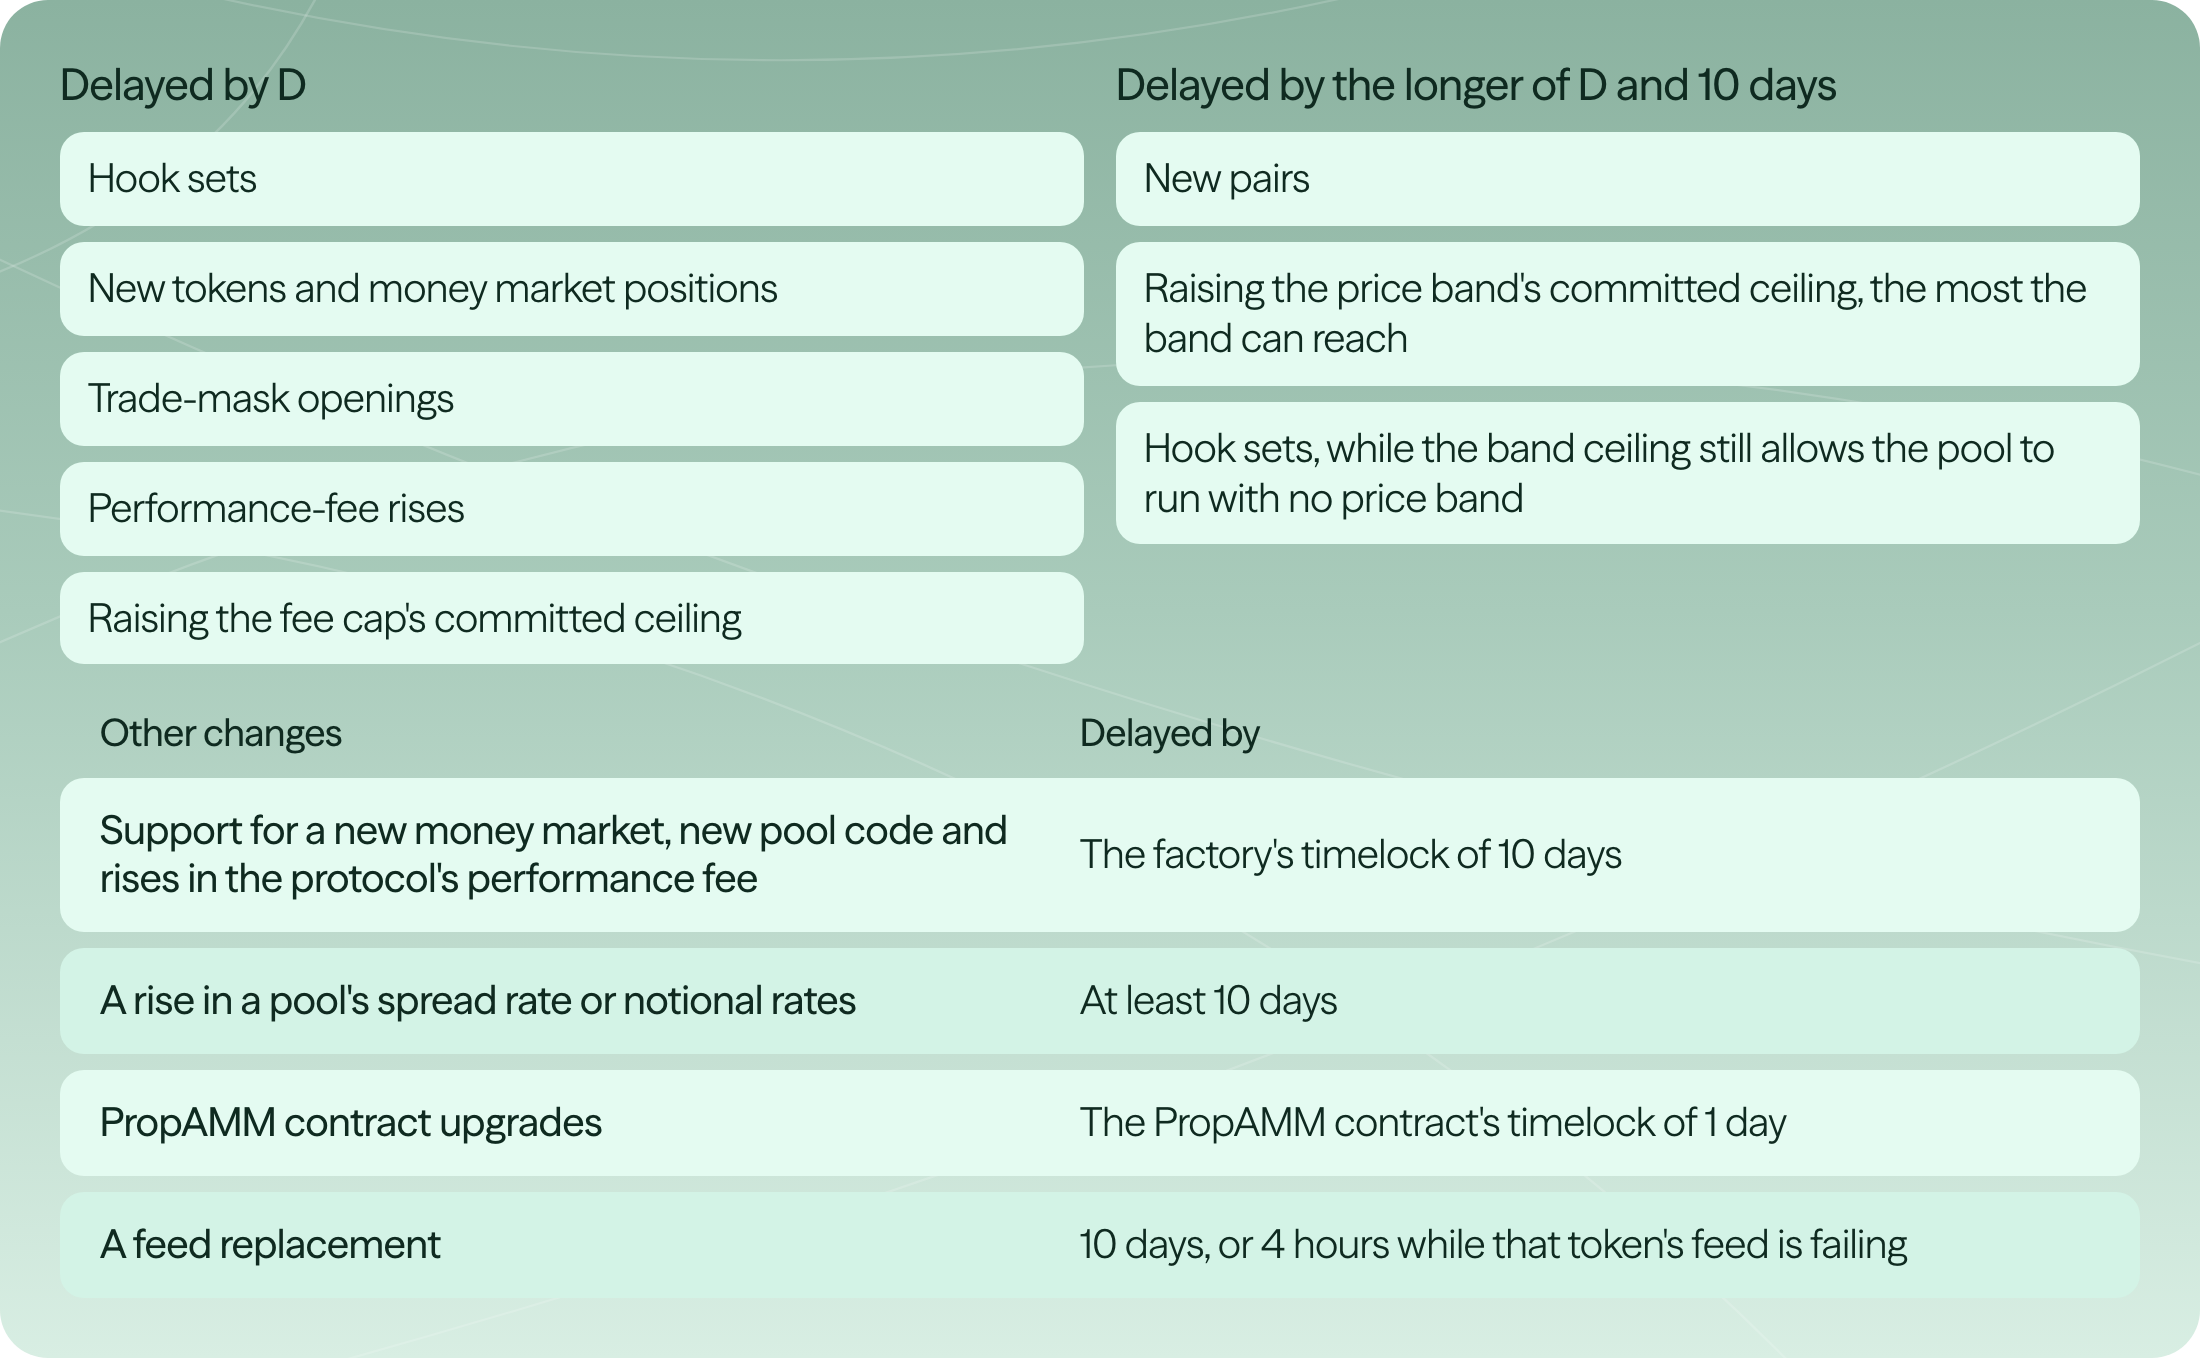 Delayed by D
Hook sets
New tokens and money market positions
Trade-mask openings
Performance-fee rises
Raising the fee cap's committed ceiling
Delayed by the longer of D and 10 days
New pairs
Raising the price band's committed ceiling, the most the
band can reach
Hook sets, while the band ceiling still allows the pool to
run with no price band
Other changes
Delayed by
Support for a new money market, new pool code and
rises in the protocol's performance fee
The factory's timelock of 10 days
A rise in a pool's spread rate or notional rates
At least 10 days
PropAMM contract upgrades
The PropAMM contract's timelock of 1 day
A feed replacement
10 days, or 4 hours while that token's feed is failing